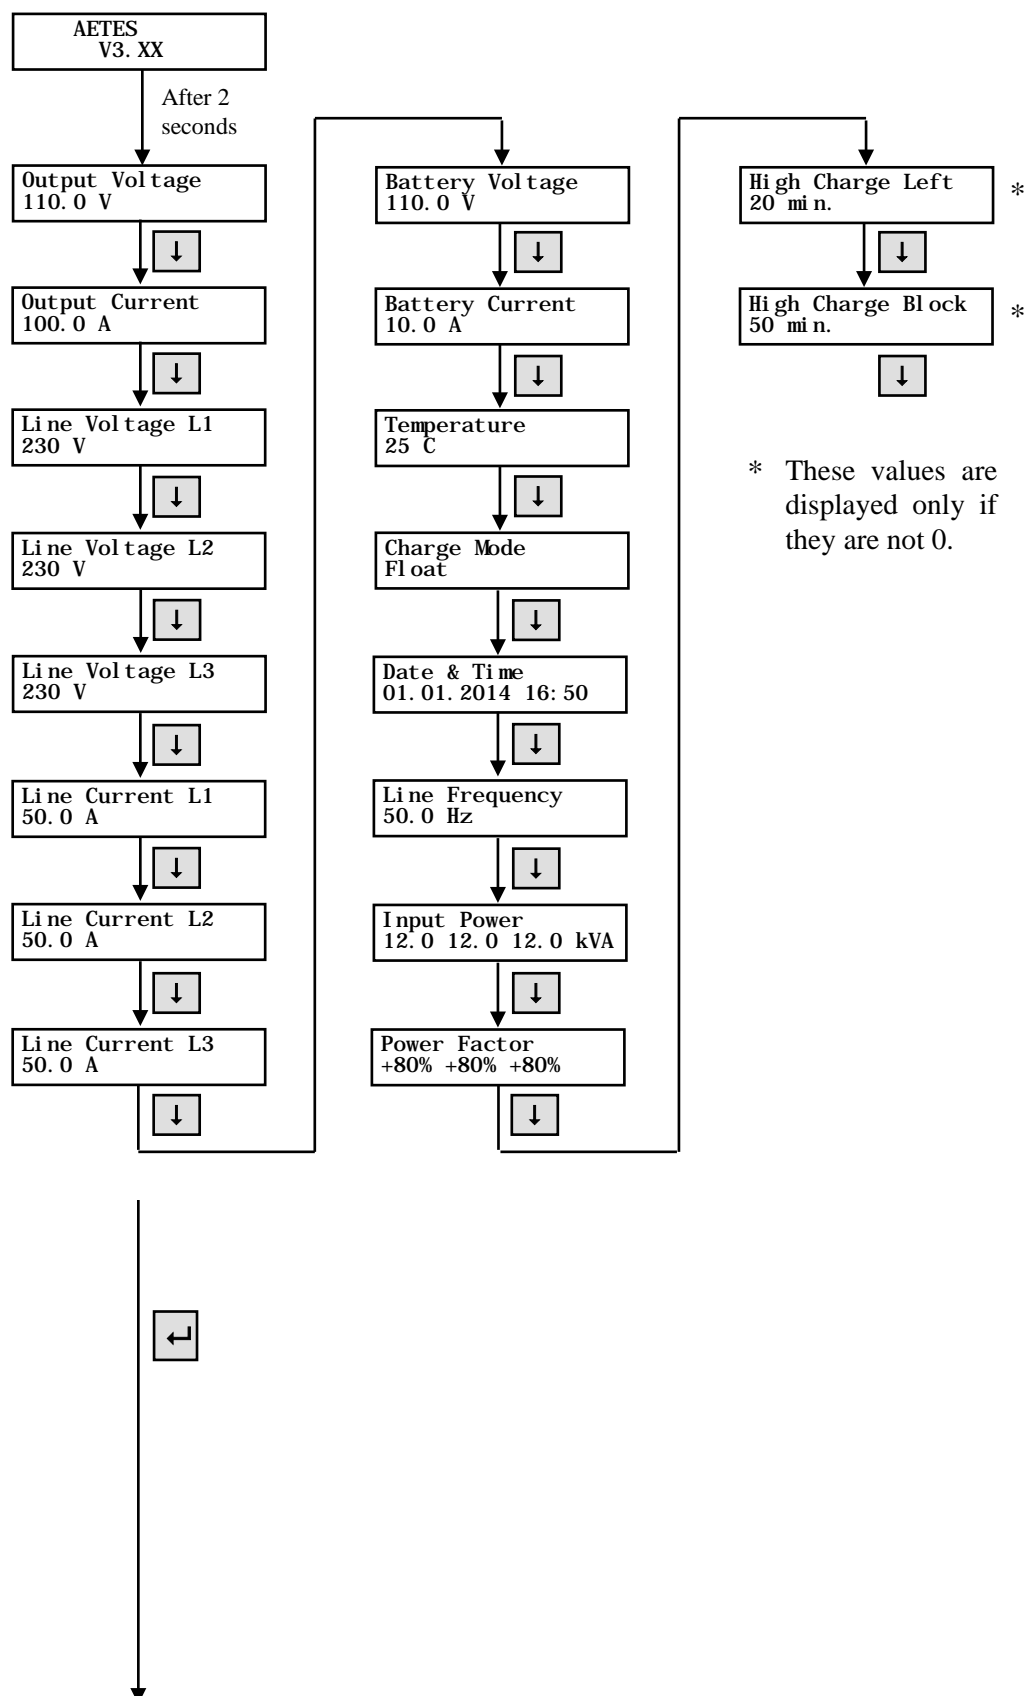 AETES
V3.XX
After 2
seconds
Output Voltage
110.0 V
↓
Output Current
100.0 A
↓
Line Voltage L1
230 V
↓
Line Voltage L2
230 V
↓
Line Voltage L3
230 V
↓
Line Current L1
50.0 A
↓
Line Current L2
50.0 A
↓
Line Current L3
50.0 A
↓
↵
Battery Voltage
110.0 V
↓
Battery Current
10.0 A
↓
Temperature
25 C
↓
Charge Mode
Float
↓
Date & Time
01.01.2014 16:50
↓
Line Frequency
50.0 Hz
↓
Input Power
12.0 12.0 12.0 kVA
↓
Power Factor
+80% +80% +80%
↓
High Charge Left *
20 min.
↓
High Charge Block *
50 min.
↓
* These values are
displayed only if
they are not 0.